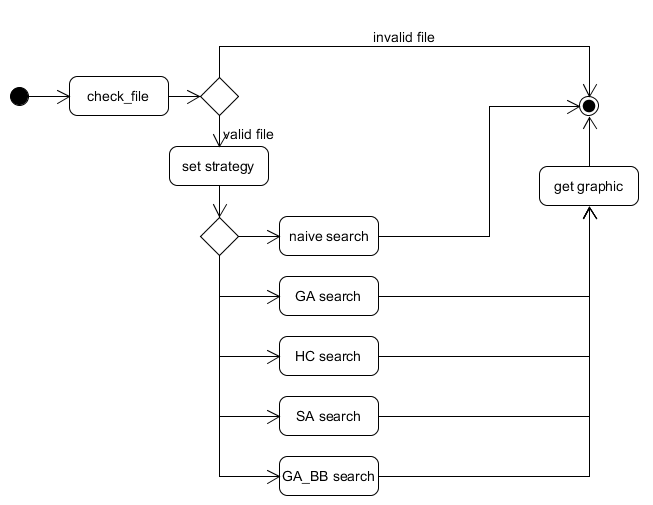 invalid file
check_file
valid file
set strategy
get graphic
naive search
GA search
HC search
SA search
GA_BB search